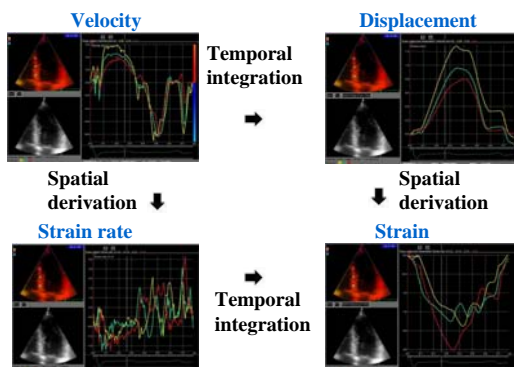 Velocity
Displacement
Temporal
integration
Spatial
derivation
Spatial
derivation
Strain rate
Strain
Temporal
integration